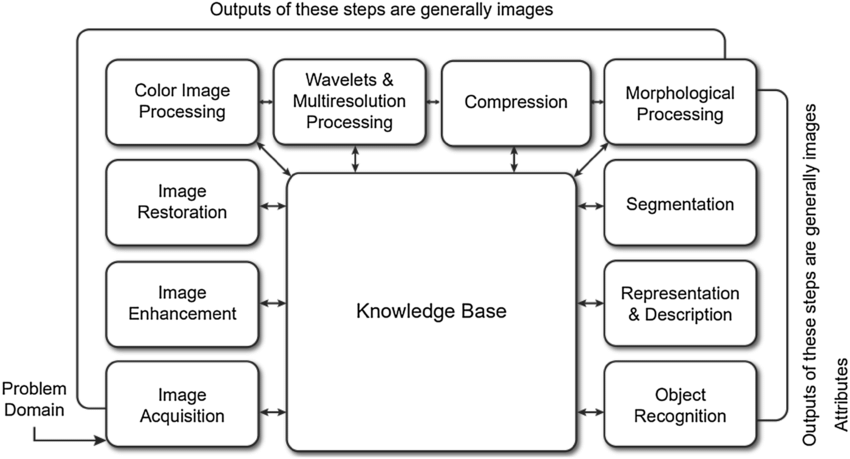 Outputs of these steps are generally images
Color Image
Processing
Wavelets &
Multiresolution
Processing
Compression
Morphological
Processing
Image
Restoration
Segmentation
Image
Enhancement
Knowledge Base
Representation
& Description
Problem
Domain
Image
Acquisition
Object
Recognition
Outputs of these steps are generally images
Attributes